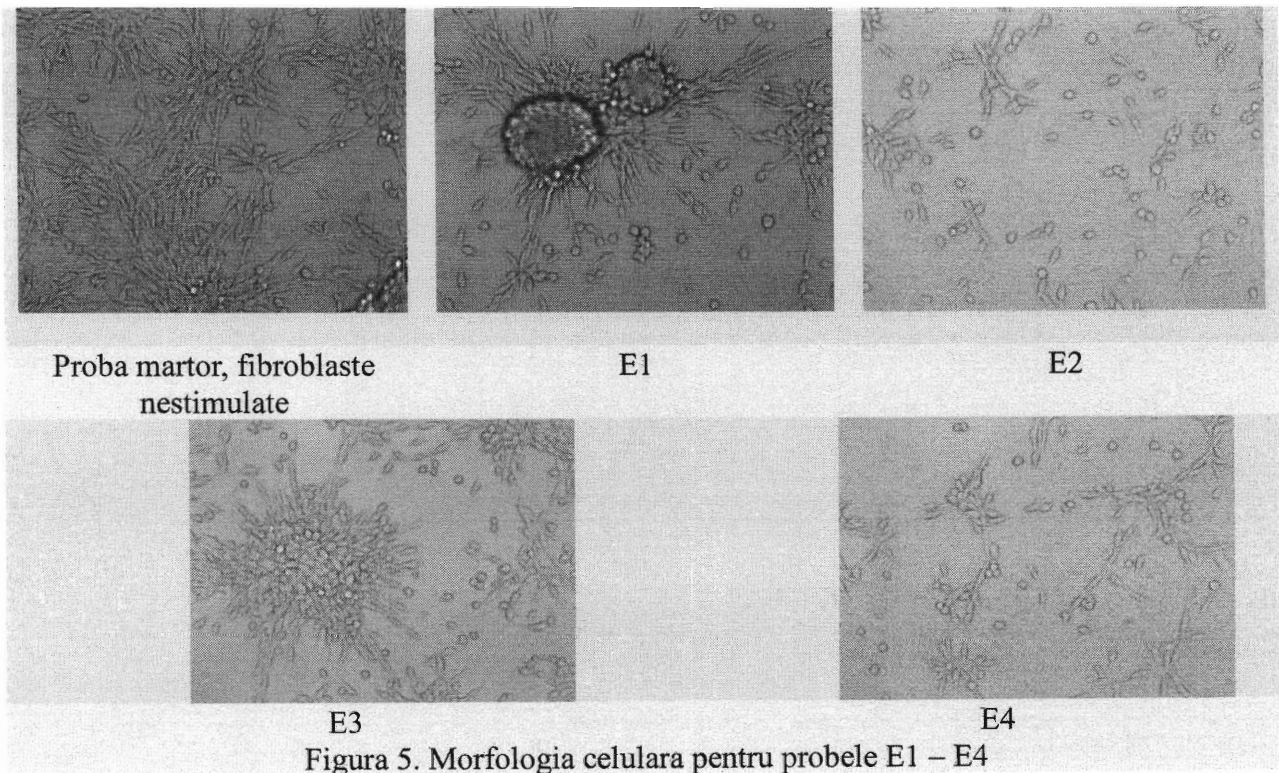 Proba martor, fibroblaste
nestimulate
E1
E2
E3
E4
Figura 5. Morfologia celulara pentru probele E1 – E4